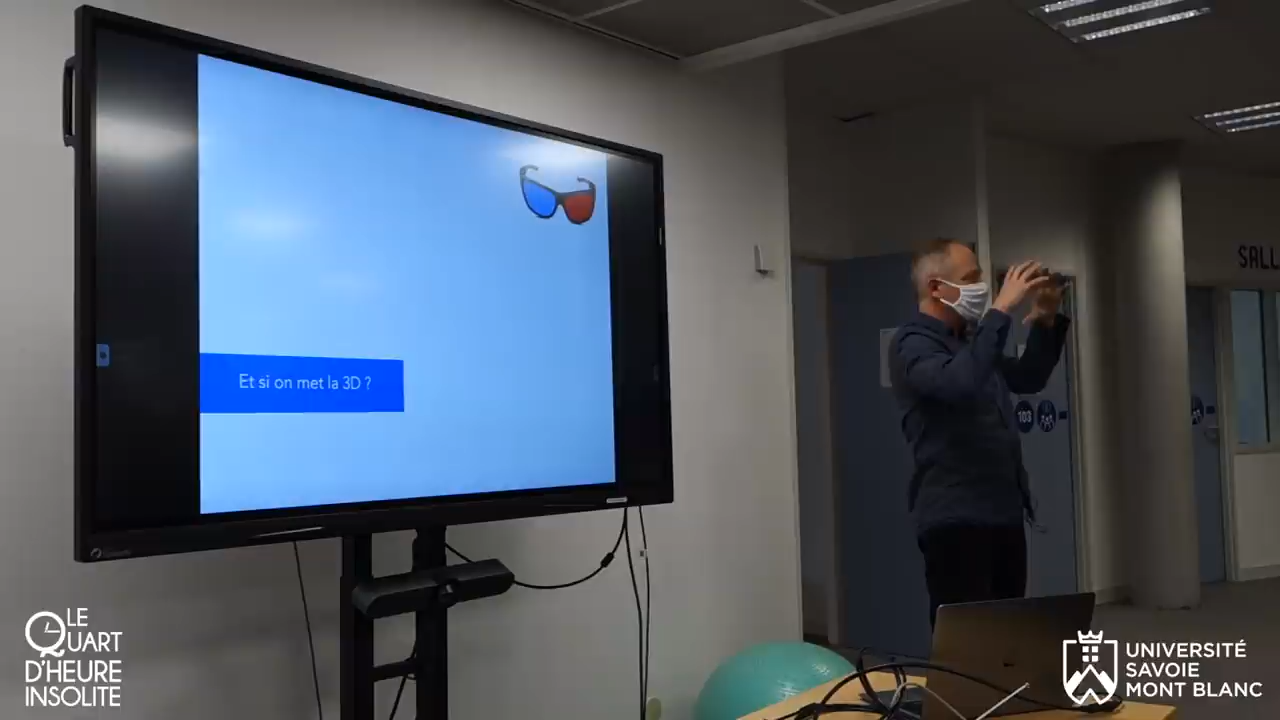 Et si on met la 3D ?
SALL
103
LE
QUART
D'HEURE
INSOLITE
UNIVERSITÉ
SAVOIE
MONT BLANC